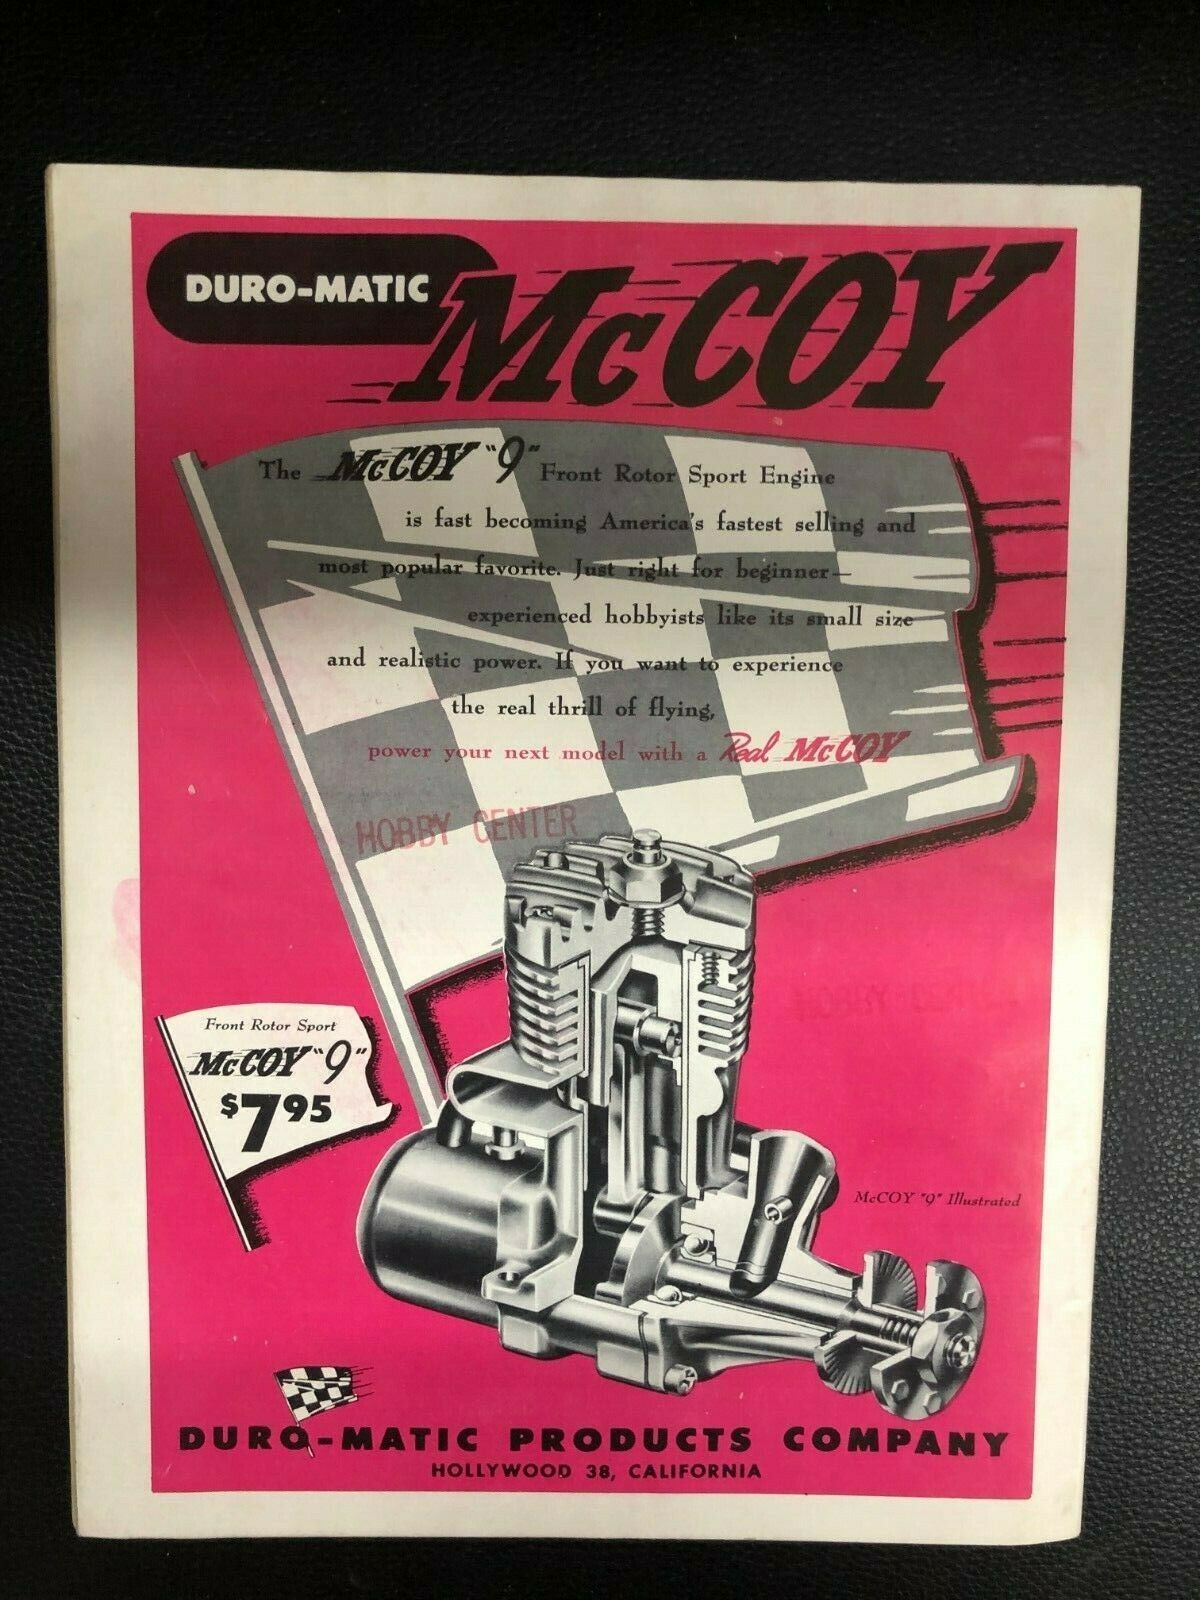 DURO-MATIC McCOY
The McCOY "9" Front Rotor Sport Engine
is fast becoming America's fastest selling and
most popular favorite. Just right for beginner—
experienced hobbyists like its small size
and realistic power. If you want to experience
the real thrill of flying,
power your next model with a Real McCOY
HOBBY CENTER
Front Rotor Sport
McCOY "9"
$7.95
McCOY "9" Illustrated
DURO-MATIC PRODUCTS COMPANY
HOLLYWOOD 38, CALIFORNIA